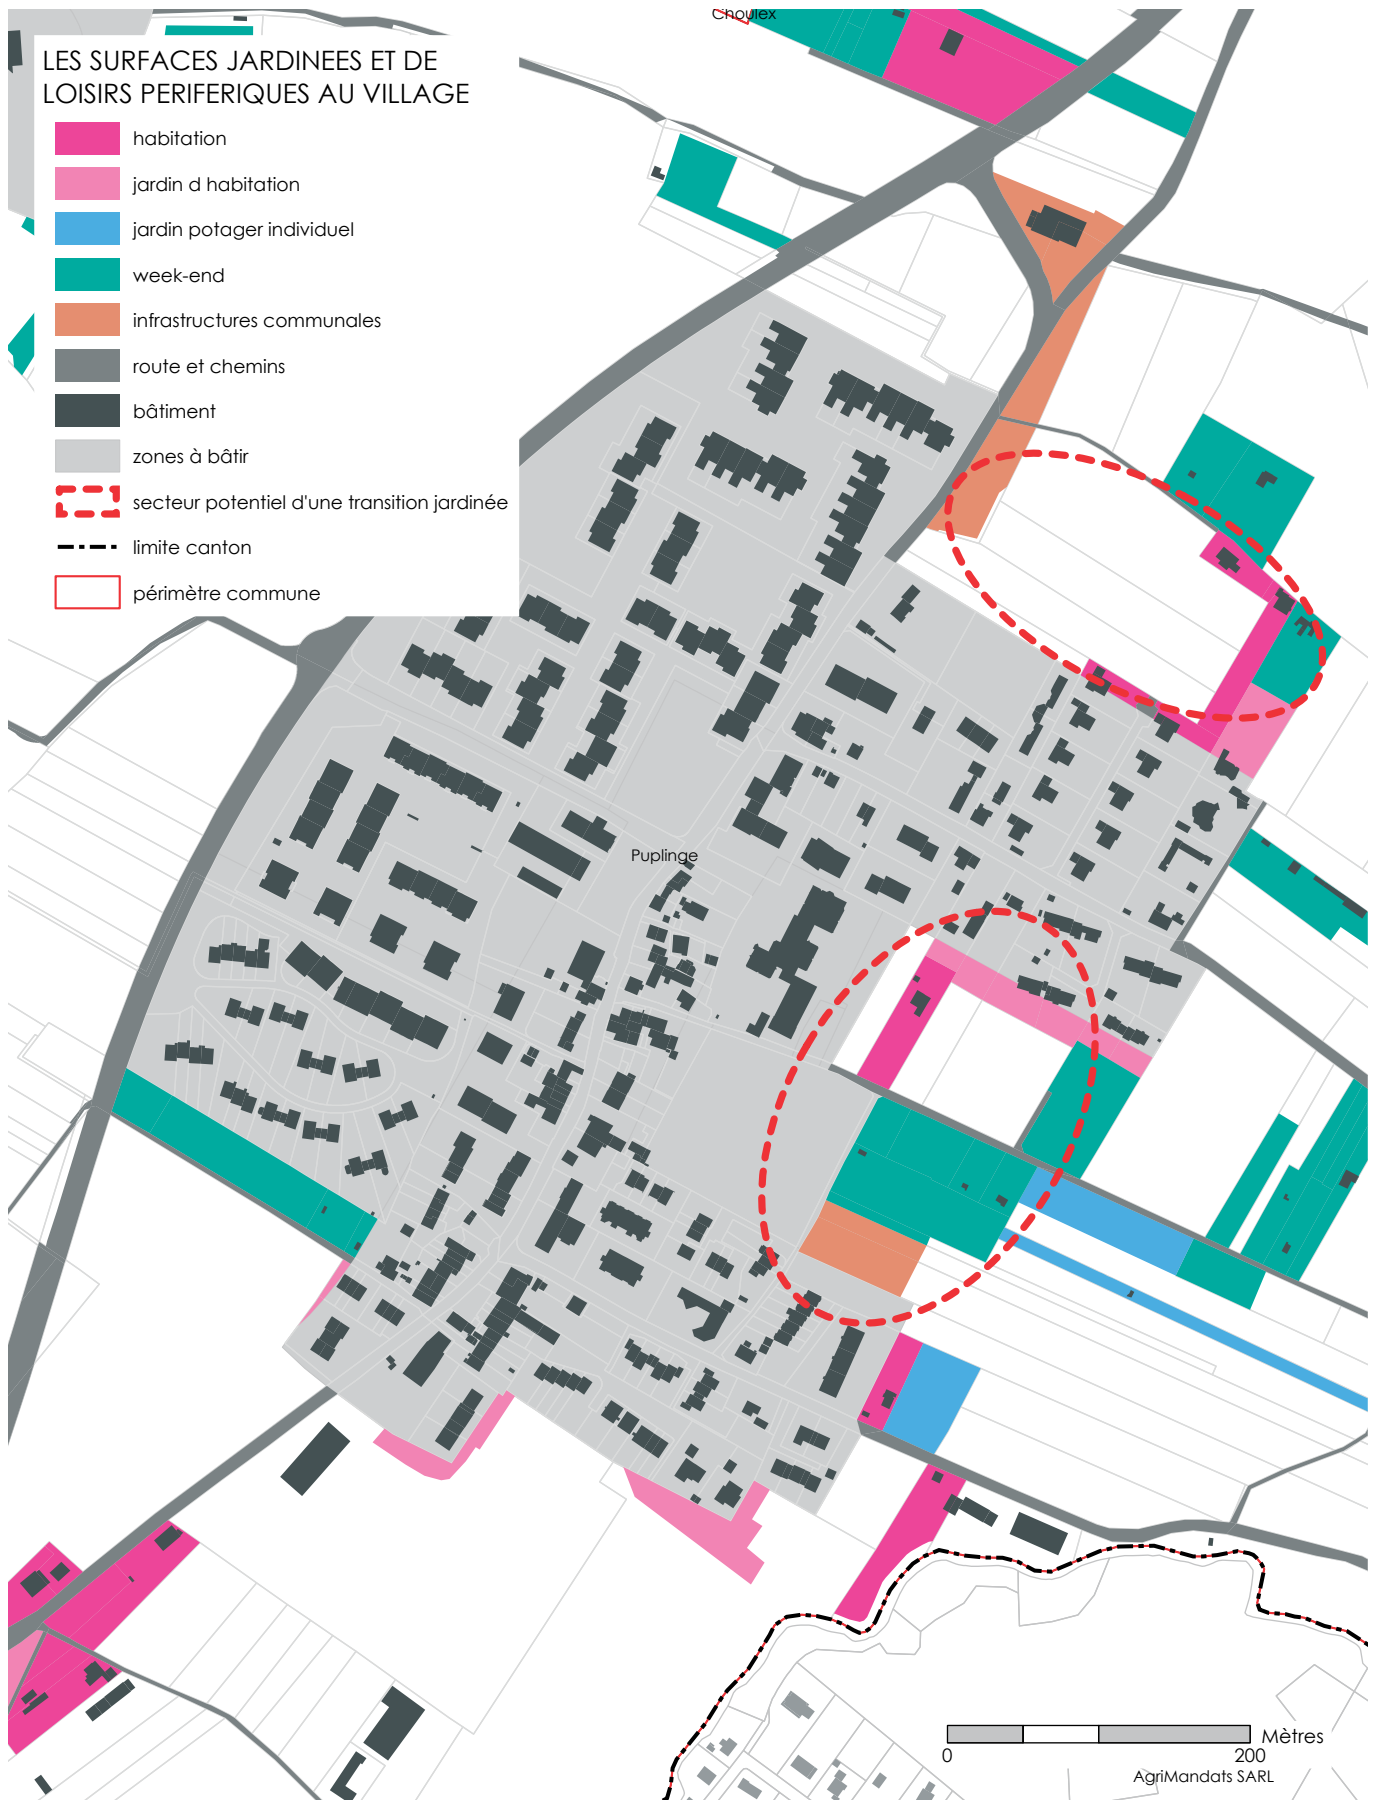 Choulex
LES SURFACES JARDINEES ET DE
LOISIRS PERIFERIQUES AU VILLAGE
habitation
jardin d habitation
jardin potager individuel
week-end
infrastructures communales
route et chemins
bâtiment
zones à bâtir
secteur potentiel d'une transition jardinée
limite canton
périmètre commune
Puplinge
Mètres
0 200
AgriMandats SARL